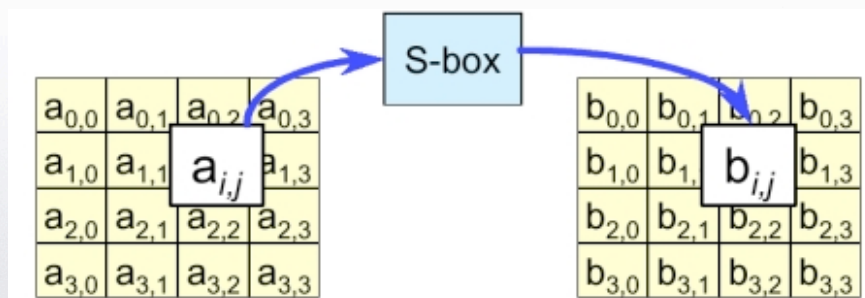 S-box
a0,0 a0,1 a0,2 a0,3 b0,0 b0,1 b0,2 b0,3
a1,0 a1,1 ai,j a1,3 b1,0 b1, bi,j b1,3
a2,0 a2,1 a2,2 a2,3 b2,0 b2,1 b2,2 b2,3
a3,0 a3,1 a3,2 a3,3 b3,0 b3,1 b3,2 b3,3